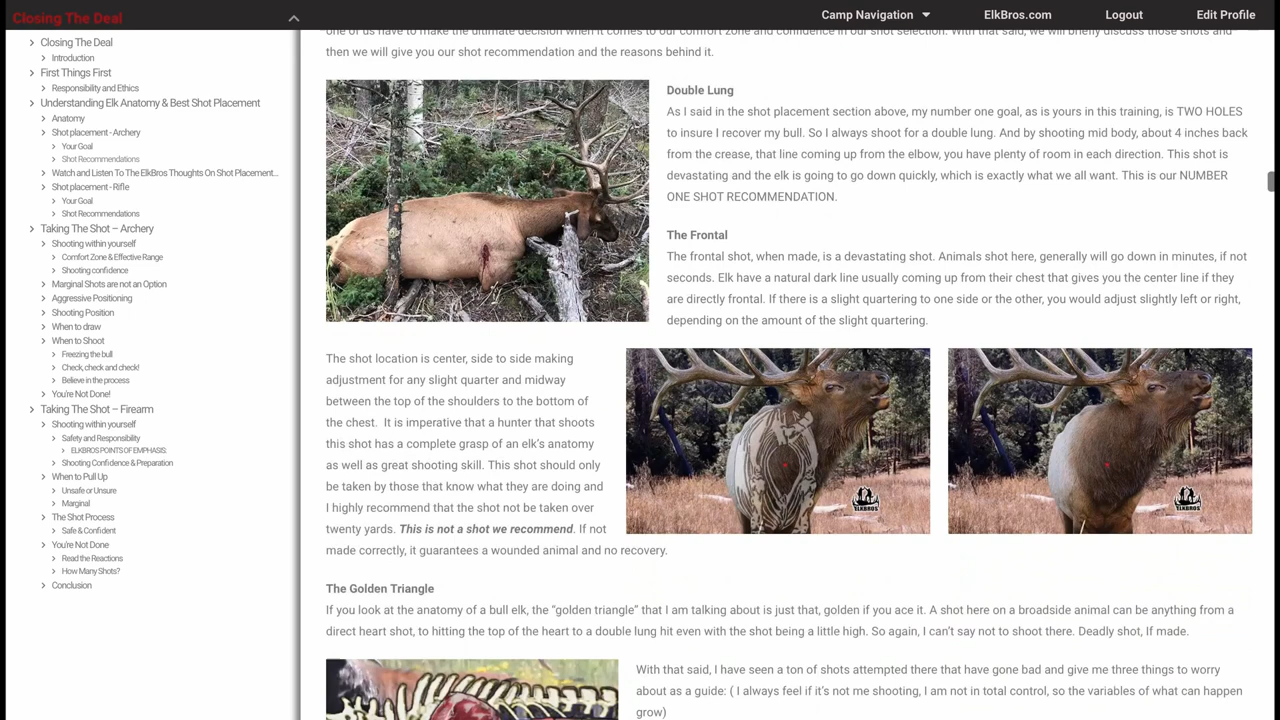 Closing The Deal
Camp Navigation
ElkBros.com
Logout
Edit Profile
Closing The Deal
Introduction
First Things First
Responsibility and Ethics
Understanding Elk Anatomy & Best Shot Placement
Anatomy
Shot placement - Archery
Your Goal
Shot Recommendations
Watch and Listen To The ElkBros Thoughts On Shot Placement...
Shot placement - Rifle
Your Goal
Shot Recommendations
Taking The Shot – Archery
Shooting within yourself
Comfort Zone & Effective Range
Shooting confidence
Marginal Shots are not an Option
Aggressive Positioning
Shooting Position
When to draw
When to Shoot
Freezing the bull
Check, check and check!
Believe in the process
You're Not Done!
Taking The Shot – Firearm
Shooting within yourself
Safety and Responsibility
ELKBROS POINTS OF EMPHASIS:
Shooting Confidence & Preparation
When to Pull Up
Unsafe or Unsure
Marginal
The Shot Process
Safe & Confident
You're Not Done
Read the Reactions
How Many Shots?
Conclusion
one of us have to make the ultimate decision when it comes to our comfort zone and confidence in our shot selection. With that said, we will briefly discuss those shots and
then we will give you our shot recommendation and the reasons behind it.
Double Lung
As I said in the shot placement section above, my number one goal, as is yours in this training, is TWO HOLES
to insure I recover my bull. So I always shoot for a double lung. And by shooting mid body, about 4 inches back
from the crease, that line coming up from the elbow, you have plenty of room in each direction. This shot is
devastating and the elk is going to go down quickly, which is exactly what we all want. This is our NUMBER
ONE SHOT RECOMMENDATION.
The Frontal
The frontal shot, when made, is a devastating shot. Animals shot here, generally will go down in minutes, if not
seconds. Elk have a natural dark line usually coming up from their chest that gives you the center line if they
are directly frontal. If there is a slight quartering to one side or the other, you would adjust slightly left or right,
depending on the amount of the slight quartering.
The shot location is center, side to side making
adjustment for any slight quarter and midway
between the top of the shoulders to the bottom of
the chest. It is imperative that a hunter that shoots
this shot has a complete grasp of an elk's anatomy
as well as great shooting skill. This shot should only
be taken by those that know what they are doing and
I highly recommend that the shot not be taken over
twenty yards. This is not a shot we recommend. If not
made correctly, it guarantees a wounded animal and no recovery.
ELKBROS
ELKBROS
The Golden Triangle
If you look at the anatomy of a bull elk, the “golden triangle” that I am talking about is just that, golden if you ace it. A shot here on a broadside animal can be anything from a
direct heart shot, to hitting the top of the heart to a double lung hit even with the shot being a little high. So again, I can't say not to shoot there. Deadly shot, If made.
With that said, I have seen a ton of shots attempted there that have gone bad and give me three things to worry
about as a guide: ( I always feel if it's not me shooting, I am not in total control, so the variables of what can happen
grow)